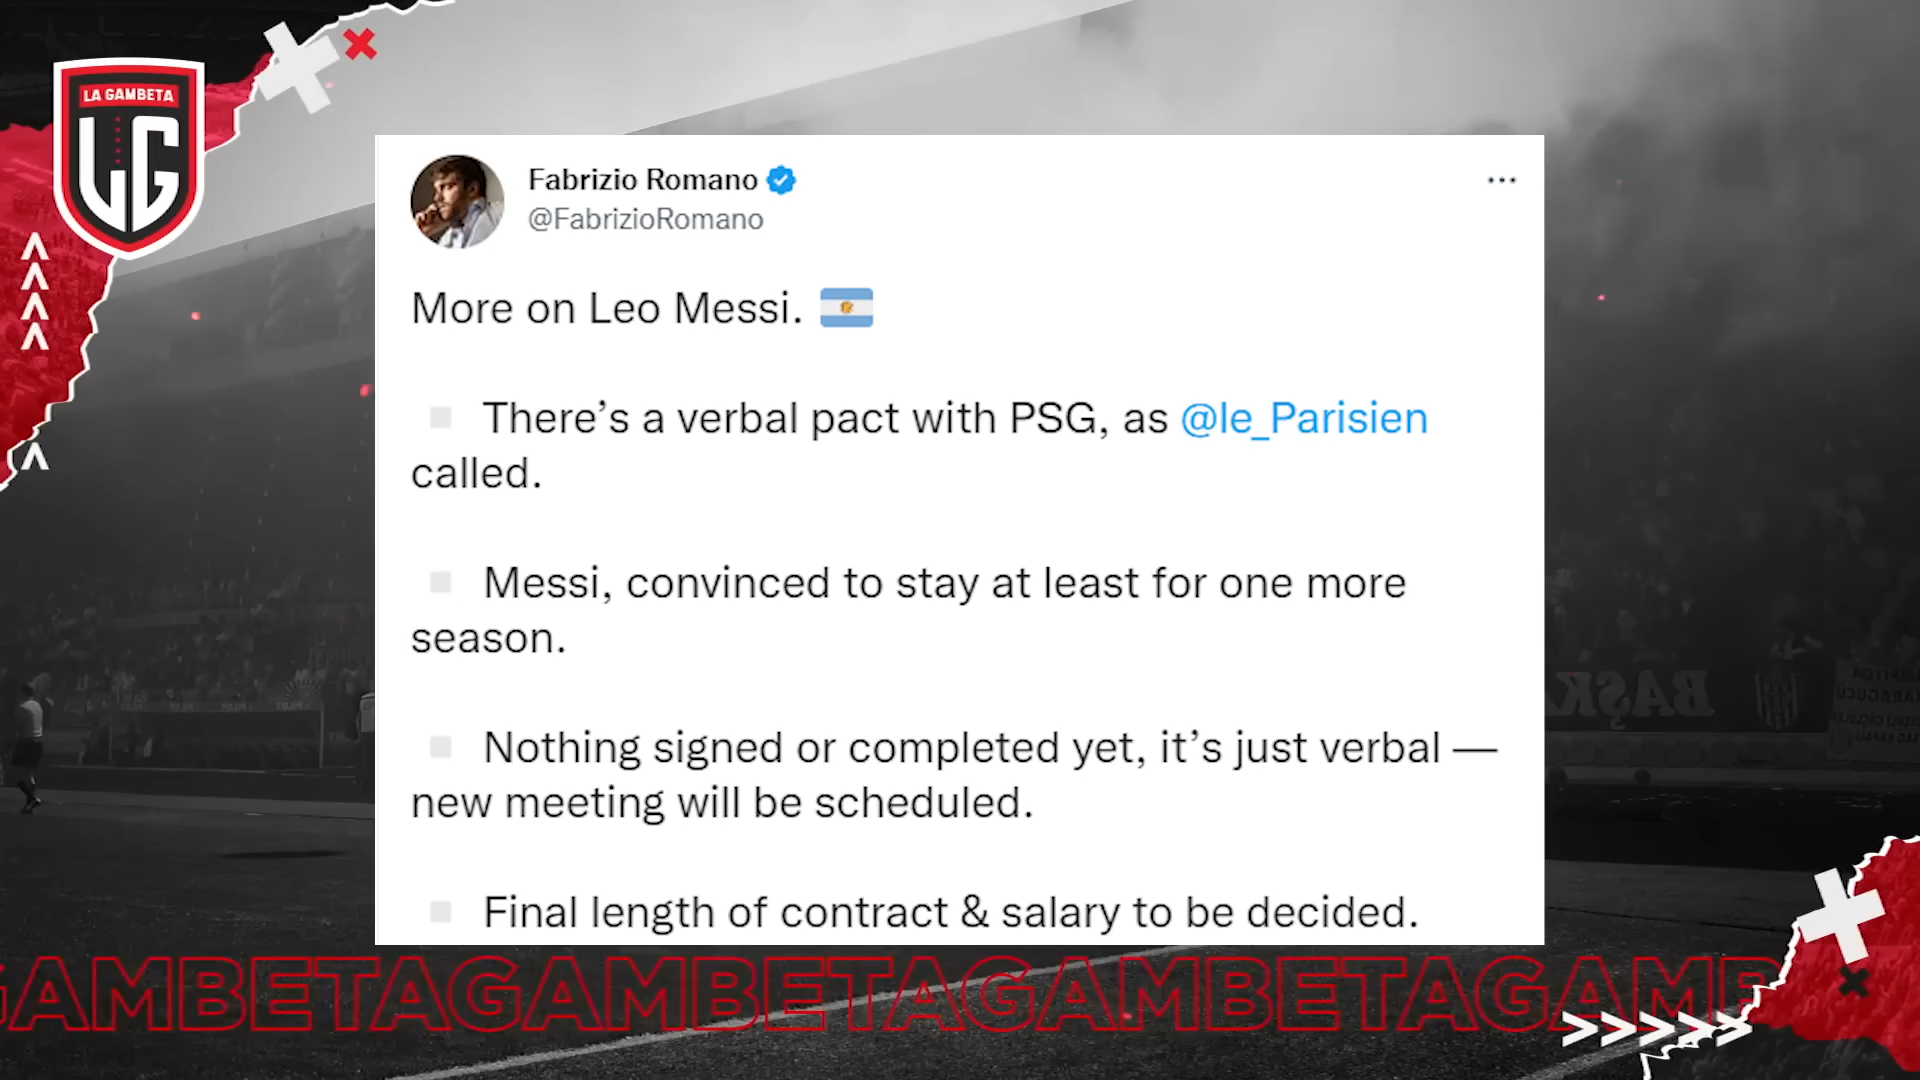 LA GAMBETA
LG
Fabrizio Romano
@FabrizioRomano
More on Leo Messi. 🇦🇷
▫️ There’s a verbal pact with PSG, as @le_Parisien
called.
▫️ Messi, convinced to stay at least for one more
season.
▫️ Nothing signed or completed yet, it’s just verbal —
new meeting will be scheduled.
▫️ Final length of contract & salary to be decided.
GAMBETAGAMBETAGAMBETAGAMB